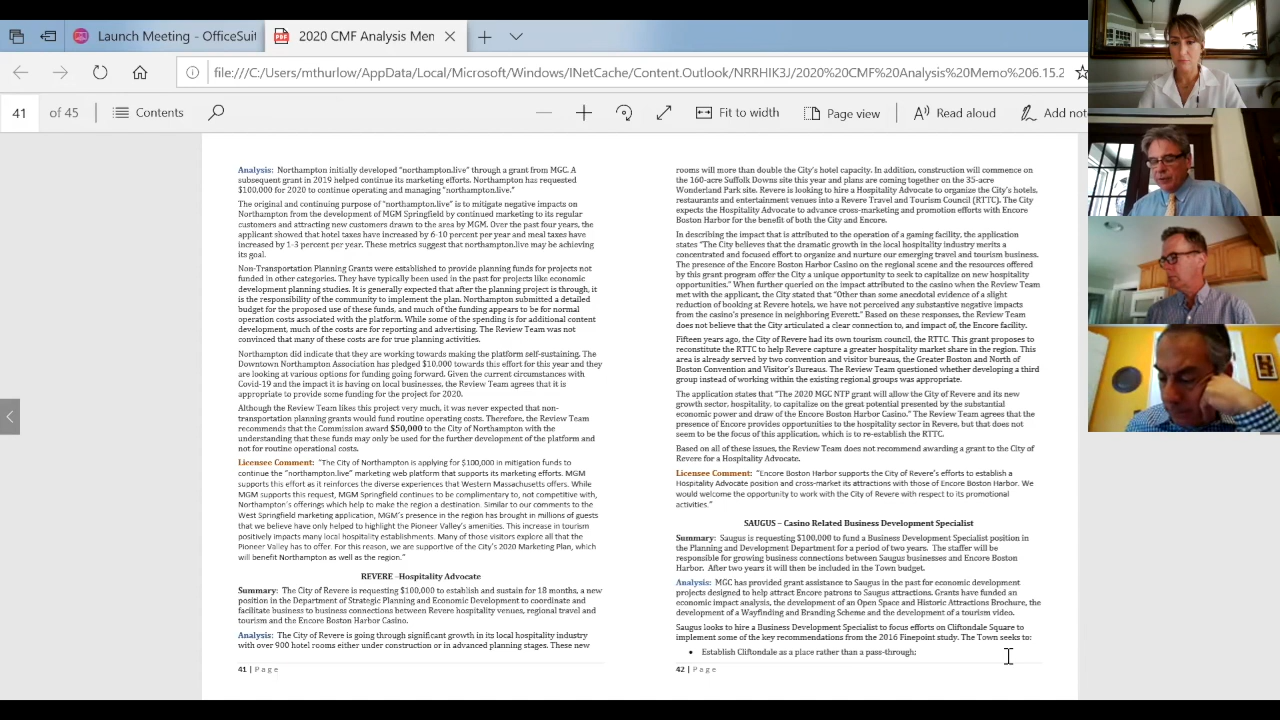 Launch Meeting - OfficeSuit
2020 CMF Analysis Men
file:///C:/Users/mthurlow/AppData/Local/Microsoft/Windows/INetCache/Content.Outlook/NRRHIK3J/2020%20CMF%20Analysis%20Memo%206.15.2
41 of 45 Contents Fit to width Page view Read aloud Add note
Analysis: Northampton initially developed "northampton.live" through a grant from MGC. A
subsequent grant in 2019 helped continue its marketing efforts. Northampton has requested
$100,000 for 2020 to continue operating and managing "northampton.live."
The original and continuing purpose of "northampton.live" is to mitigate negative impacts on
Northampton from the development of MGM Springfield by continued marketing to its regular
customers and attracting new customers drawn to the area by MGM. Over the past four years, the
applicant showed that hotel taxes have increased by 6-10 percent per year and meal taxes have
increased by 1-3 percent per year. These metrics suggest that northampton.live may be achieving
its goal.
Non-Transportation Planning Grants were established to provide planning funds for projects not
funded in other categories. They have typically been used in the past for projects like economic
development planning studies. It is generally expected that after the planning project is through, it
is the responsibility of the community to implement the plan. Northampton submitted a detailed
budget for the proposed use of these funds, and much of the funding appears to be for normal
operation costs associated with the platform. While some of the spending is for additional content
development, much of the costs are for reporting and advertising. The Review Team was not
convinced that many of these costs are for true planning activities.
Northampton did indicate that they are working towards making the platform self-sustaining. The
Downtown Northampton Association has pledged $10,000 towards this effort for this year and they
are looking at various options for funding going forward. Given the current circumstances with
Covid-19 and the impact it is having on local businesses, the Review Team agrees that it is
appropriate to provide some funding for the project for 2020.
Although the Review Team likes this project very much, it was never expected that non-
transportation planning grants would fund routine operating costs. Therefore, the Review Team
recommends that the Commission award $50,000 to the City of Northampton with the
understanding that these funds may only be used for the further development of the platform and
not for routine operational costs.
Licensee Comment: "The City of Northampton is applying for $100,000 in mitigation funds to
continue the "northampton.live" marketing web platform that supports its marketing efforts. MGM
supports this effort as it reinforces the diverse experiences that Western Massachusetts offers. While
MGM supports this request, MGM Springfield continues to be complimentary to, not competitive with,
Northampton's offerings which help to make the region a destination. Similar to our comments to the
West Springfield marketing application, MGM's presence in the region has brought in millions of guests
that we believe have only helped to highlight the Pioneer Valley's amenities. This increase in tourism
positively impacts many local hospitality establishments. Many of those visitors explore all that the
Pioneer Valley has to offer. For this reason, we are supportive of the City's 2020 Marketing Plan, which
will benefit Northampton as well as the region."
REVERE –Hospitality Advocate
Summary: The City of Revere is requesting $100,000 to establish and sustain for 18 months, a new
position in the Department of Strategic Planning and Economic Development to coordinate and
facilitate business to business connections between Revere hospitality venues, regional travel and
tourism and the Encore Boston Harbor Casino.
Analysis: The City of Revere is going through significant growth in its local hospitality industry
with over 900 hotel rooms either under construction or in advanced planning stages. These new
41 | Page
rooms will more than double the City's hotel capacity. In addition, construction will commence on
the 160-acre Suffolk Downs site this year and plans are coming together on the 35-acre
Wonderland Park site. Revere is looking to hire a Hospitality Advocate to organize the City's hotels,
restaurants and entertainment venues into a Revere Travel and Tourism Council (RTTC). The City
expects the Hospitality Advocate to advance cross-marketing and promotion efforts with Encore
Boston Harbor for the benefit of both the City and Encore.
In describing the impact that is attributed to the operation of a gaming facility, the application
states "The City believes that the dramatic growth in the local hospitality industry merits a
concentrated and focused effort to organize and nurture our emerging travel and tourism business.
The presence of the Encore Boston Harbor Casino on the regional scene and the resources offered
by this grant program offer the City a unique opportunity to seek to capitalize on new hospitality
opportunities." When further queried on the impact attributed to the casino when the Review Team
met with the applicant, the City stated that "Other than some anecdotal evidence of a slight
reduction of booking at Revere hotels, we have not perceived any substantive negative impacts
from the casino's presence in neighboring Everett." Based on these responses, the Review Team
does not believe that the City articulated a clear connection to, and impact of, the Encore facility.
Fifteen years ago, the City of Revere had its own tourism council, the RTTC. This grant proposes to
reconstitute the RTTC to help Revere capture a greater hospitality market share in the region. This
area is already served by two convention and visitor bureaus, the Greater Boston and North of
Boston Convention and Visitor's Bureaus. The Review Team questioned whether developing a third
group instead of working within the existing regional groups was appropriate.
The application states that "The 2020 MGC NTP grant will allow the City of Revere and its new
growth sector, hospitality, to capitalize on the great potential presented by the substantial
economic power and draw of the Encore Boston Harbor Casino." The Review Team agrees that the
presence of Encore provides opportunities to the hospitality sector in Revere, but that does not
seem to be the focus of this application, which is to re-establish the RTTC.
Based on all of these issues, the Review Team does not recommend awarding a grant to the City of
Revere for a Hospitality Advocate.
Licensee Comment: "Encore Boston Harbor supports the City of Revere's efforts to establish a
Hospitality Advocate position and cross-market its attractions with those of Encore Boston Harbor. We
would welcome the opportunity to work with the City of Revere with respect to its promotional
activities."
SAUGUS – Casino Related Business Development Specialist
Summary: Saugus is requesting $100,000 to fund a Business Development Specialist position in
the Planning and Development Department for a period of two years. The staffer will be
responsible for growing business connections between Saugus businesses and Encore Boston
Harbor. After two years it will then be included in the Town budget.
Analysis: MGC has provided grant assistance to Saugus in the past for economic development
projects designed to help attract Encore patrons to Saugus attractions. Grants have funded an
economic impact analysis, the development of an Open Space and Historic Attractions Brochure, the
development of a Wayfinding and Branding Scheme and the development of a tourism video.
Saugus looks to hire a Business Development Specialist to focus efforts on Cliftondale Square to
implement some of the key recommendations from the 2016 Finepoint study. The Town seeks to:
• Establish Cliftondale as a place rather than a pass-through;
42 | Page